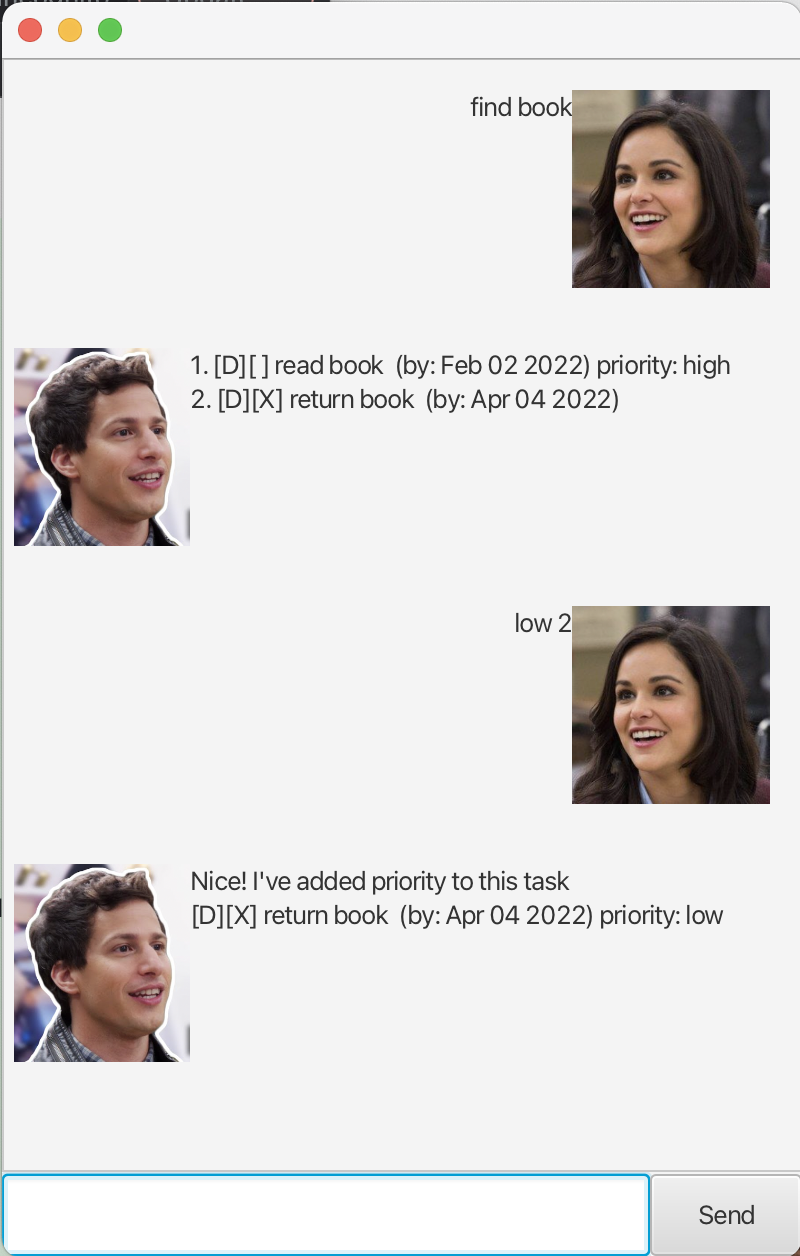 find book
1. [D][ ] read book  (by: Feb 02 2022) priority: high
2. [D][X] return book  (by: Apr 04 2022)
low 2
Nice! I've added priority to this task
[D][X] return book  (by: Apr 04 2022) priority: low
Send